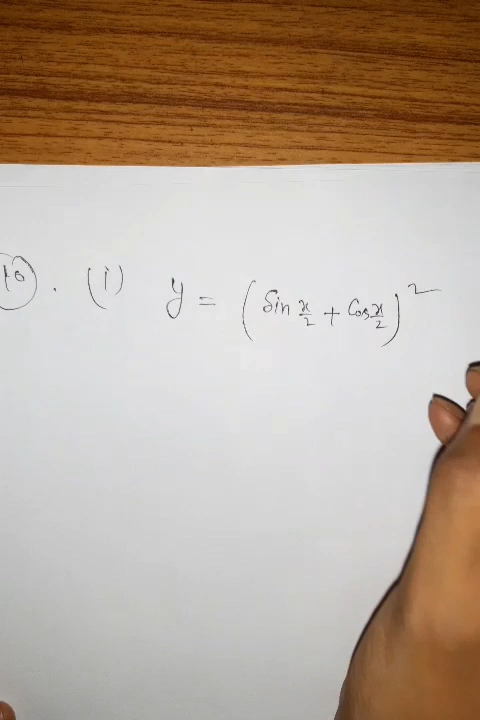 10. (i) y = (Sin x/2 + Cos x/2)²